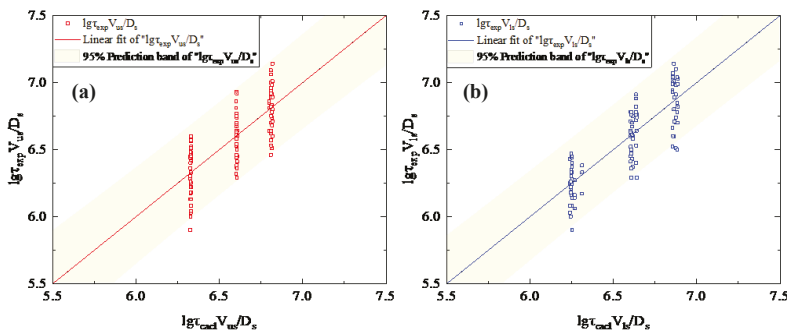 lgτexpVus/Ds
Linear fit of "lgτexpVus/Ds"
95% Prediction band of "lgτexpVus/Ds"
(a)
7.5
7.0
6.5
6.0
5.5
5.5 6.0 6.5 7.0 7.5
lgτexpVus/Ds
lgτcaclVus/Ds
lgτexpVls/Ds
Linear fit of "lgτexpVls/Ds"
95% Prediction band of "lgτexpVls/Ds"
(b)
7.5
7.0
6.5
6.0
5.5
5.5 6.0 6.5 7.0 7.5
lgτexpVls/Ds
lgτcaclVls/Ds